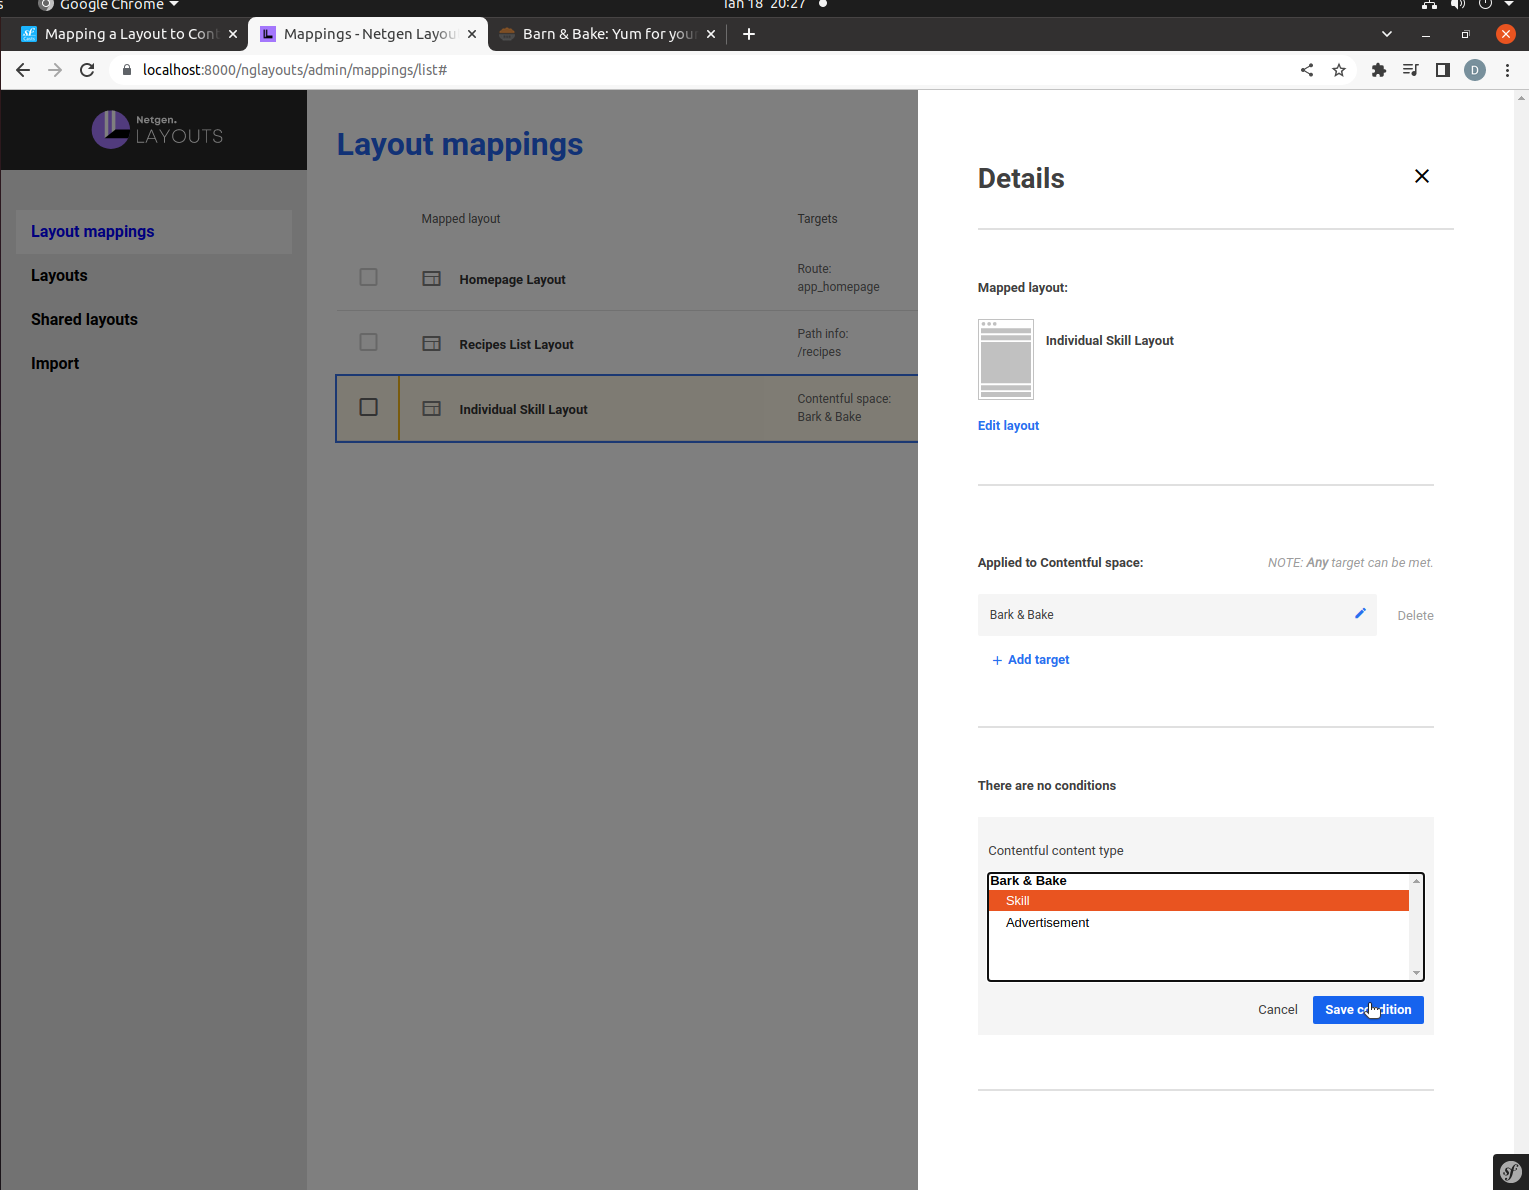 Google Chrome
Jan 18 20:27
Mapping a Layout to Cont
Mappings - Netgen Layou
Barn & Bake: Yum for your
localhost:8000/nglayouts/admin/mappings/list#
D
Netgen.
LAYOUTS
Layout mappings
Layouts
Shared layouts
Import
Layout mappings
Mapped layout
Targets
Homepage Layout
Route:
app_homepage
Recipes List Layout
Path info:
/recipes
Individual Skill Layout
Contentful space:
Bark & Bake
Details
Mapped layout:
Individual Skill Layout
Edit layout
Applied to Contentful space:
NOTE: Any target can be met.
Bark & Bake
Delete
+ Add target
There are no conditions
Contentful content type
Bark & Bake
Skill
Advertisement
Cancel
Save condition
sf